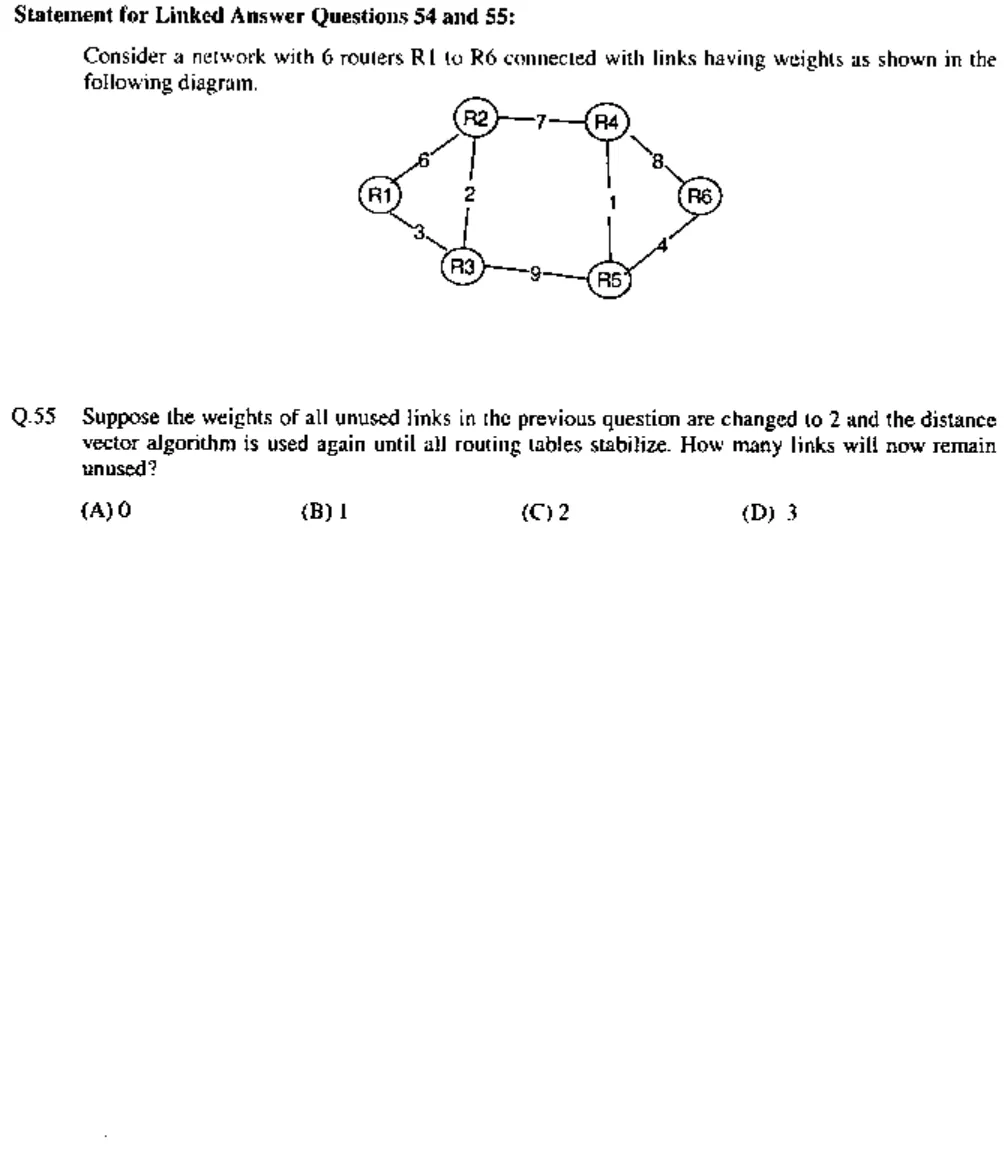 Statement for Linked Answer Questions 54 and 55:
Consider a network with 6 routers R1 to R6 connected with links having weights as shown in the
following diagram.
R2 7 R4
6 8
R1 2 1 R6
3 4
R3 9 R5
Q.55 Suppose the weights of all unused links in the previous question are changed to 2 and the distance
vector algorithm is used again until all routing tables stabilize. How many links will now remain
unused?
(A) 0 (B) 1 (C) 2 (D) 3